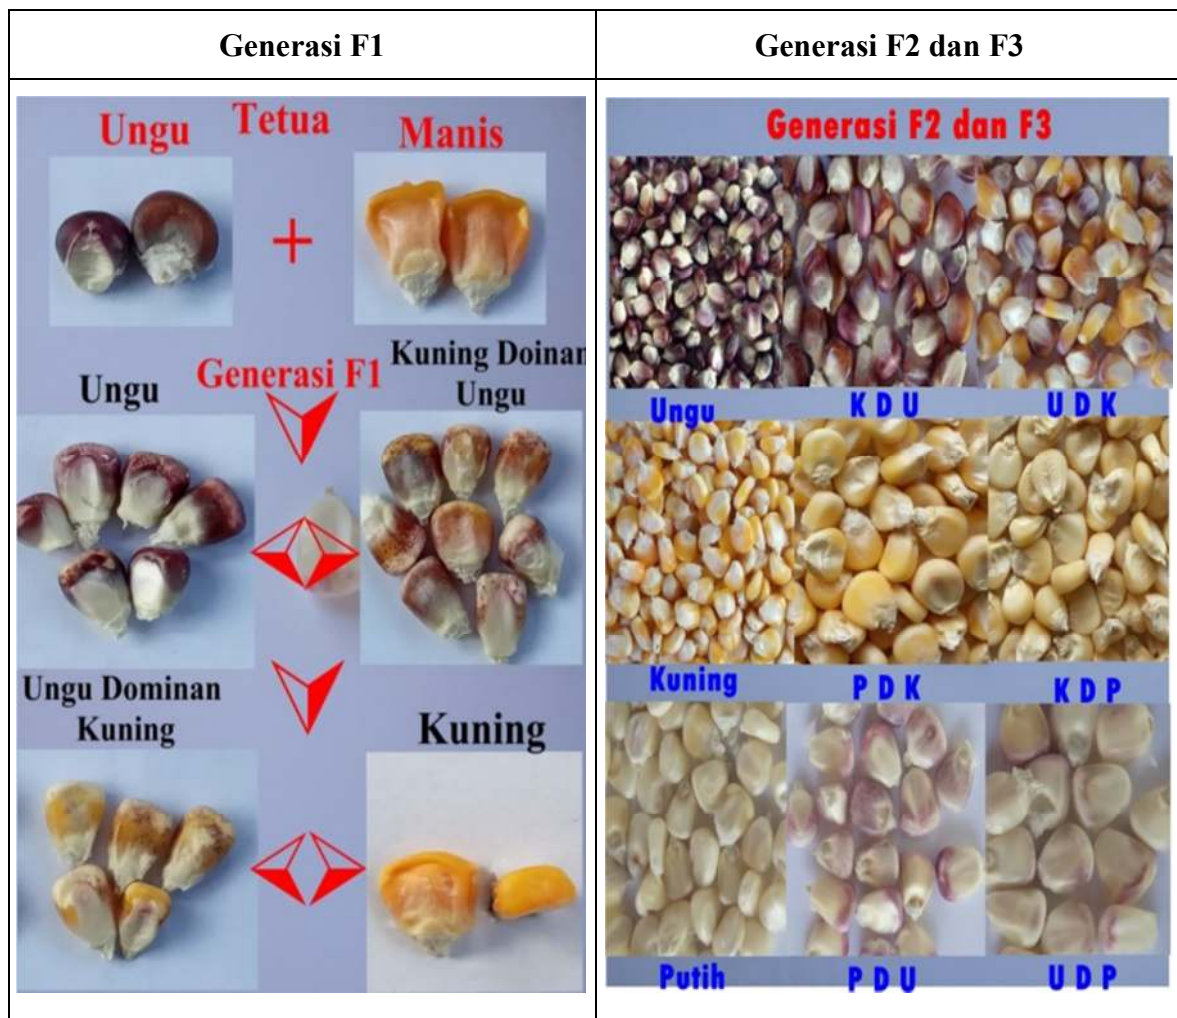 Generasi F1
Generasi F2 dan F3
Tetua
Ungu
Manis
+
Generasi F1
Ungu
Kuning Doinan
Ungu
Ungu Dominan
Kuning
Kuning
Generasi F2 dan F3
Ungu
K D U
U D K
Kuning
P D K
K D P
Putih
P D U
U D P